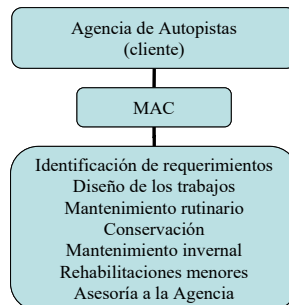 Agencia de Autopistas
(cliente)
MAC
Identificación de requerimientos
Diseño de los trabajos
Mantenimiento rutinario
Conservación
Mantenimiento invernal
Rehabilitaciones menores
Asesoría a la Agencia